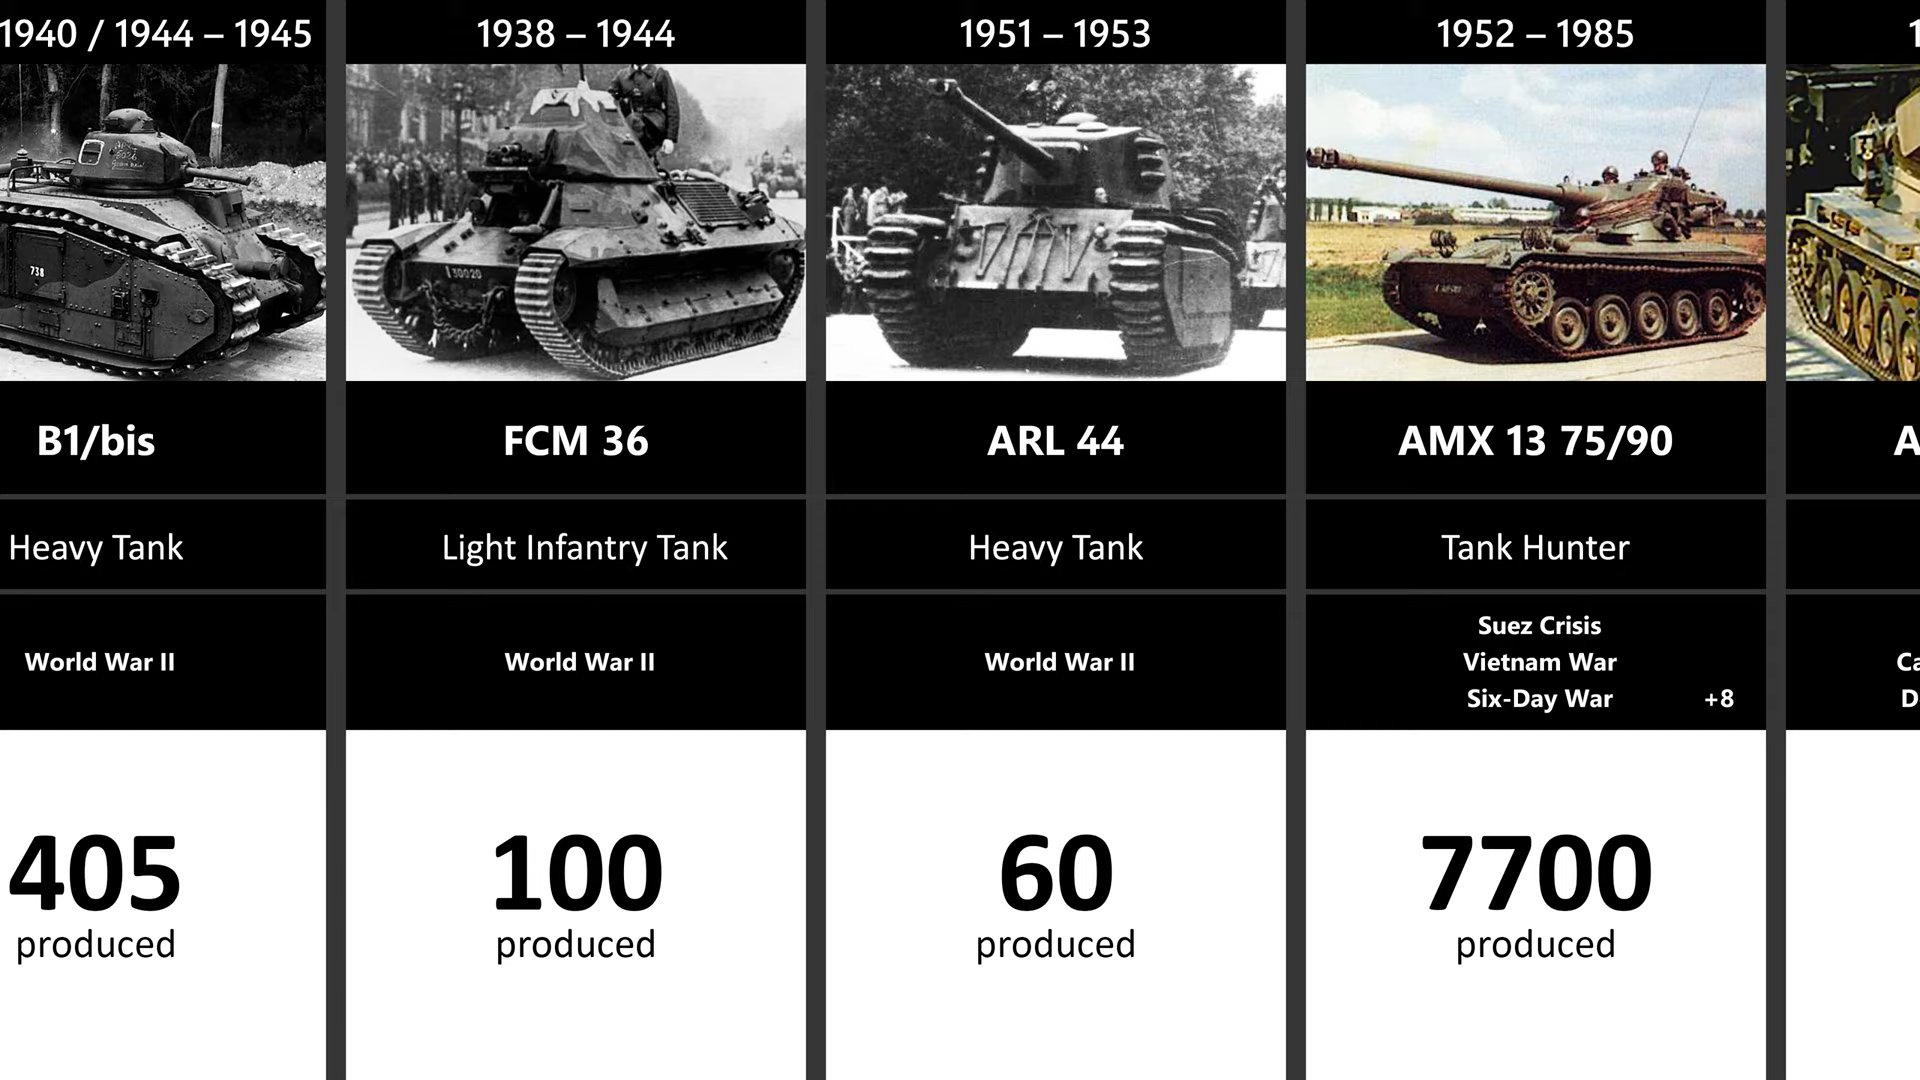 1940 / 1944 – 1945
B1/bis
Heavy Tank
World War II
405
produced
1938 – 1944
30020
FCM 36
Light Infantry Tank
World War II
100
produced
1951 – 1953
ARL 44
Heavy Tank
World War II
60
produced
1952 – 1985
AMX 13 75/90
Tank Hunter
Suez Crisis
Vietnam War
Six-Day War +8
7700
produced
738